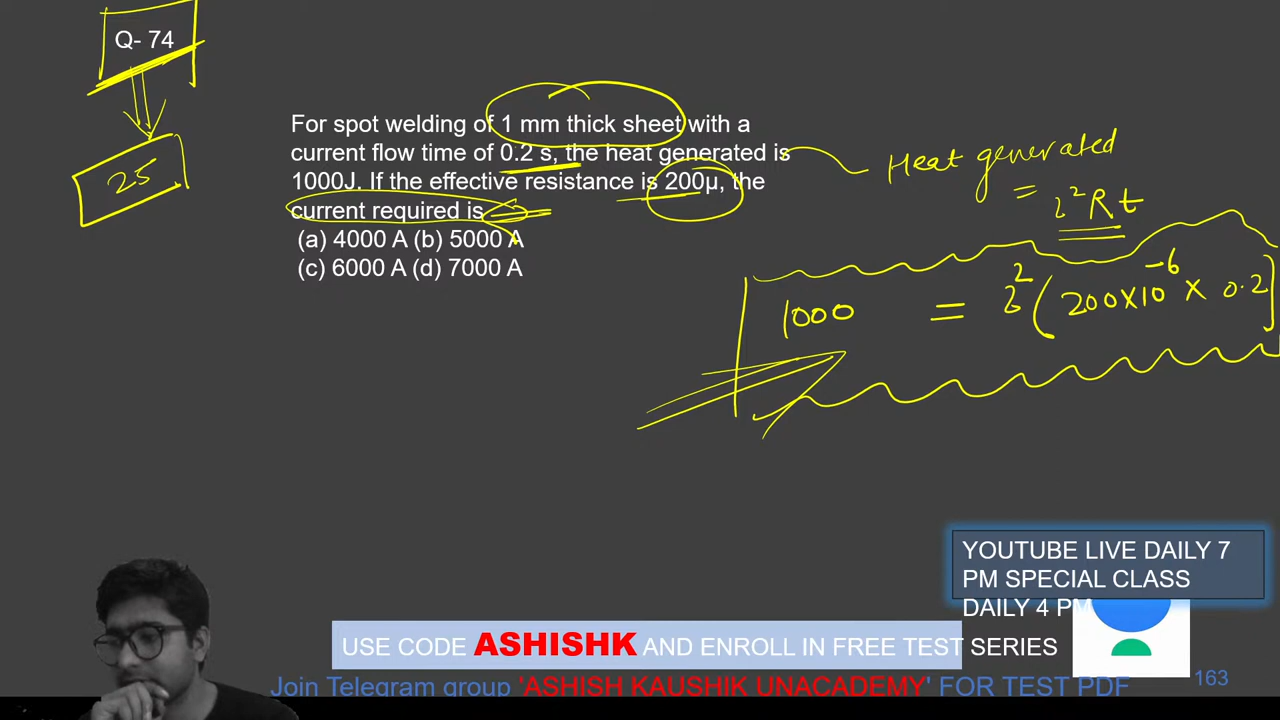 Q- 74
25
For spot welding of 1 mm thick sheet with a
current flow time of 0.2 s, the heat generated is
1000J. If the effective resistance is 200μ, the
current required is
(a) 4000 A (b) 5000 A
(c) 6000 A (d) 7000 A
Heat generated
= i²Rt
1000 = i² (200×10⁻⁶ × 0.2]
YOUTUBE LIVE DAILY 7
PM SPECIAL CLASS
DAILY 4 PM
USE CODE ASHISHK AND ENROLL IN FREE TEST SERIES
Join Telegram group 'ASHISH KAUSHIK UNACADEMY' FOR TEST PDF
163